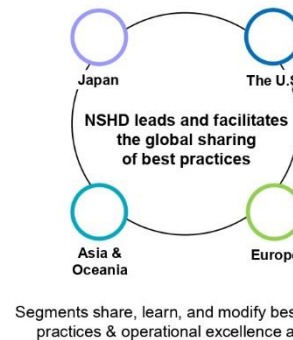 Japan
The U.S
NSHD leads and facilitates
the global sharing
of best practices
Asia &
Oceania
Europe
Segments share, learn, and modify bes
practices & operational excellence a